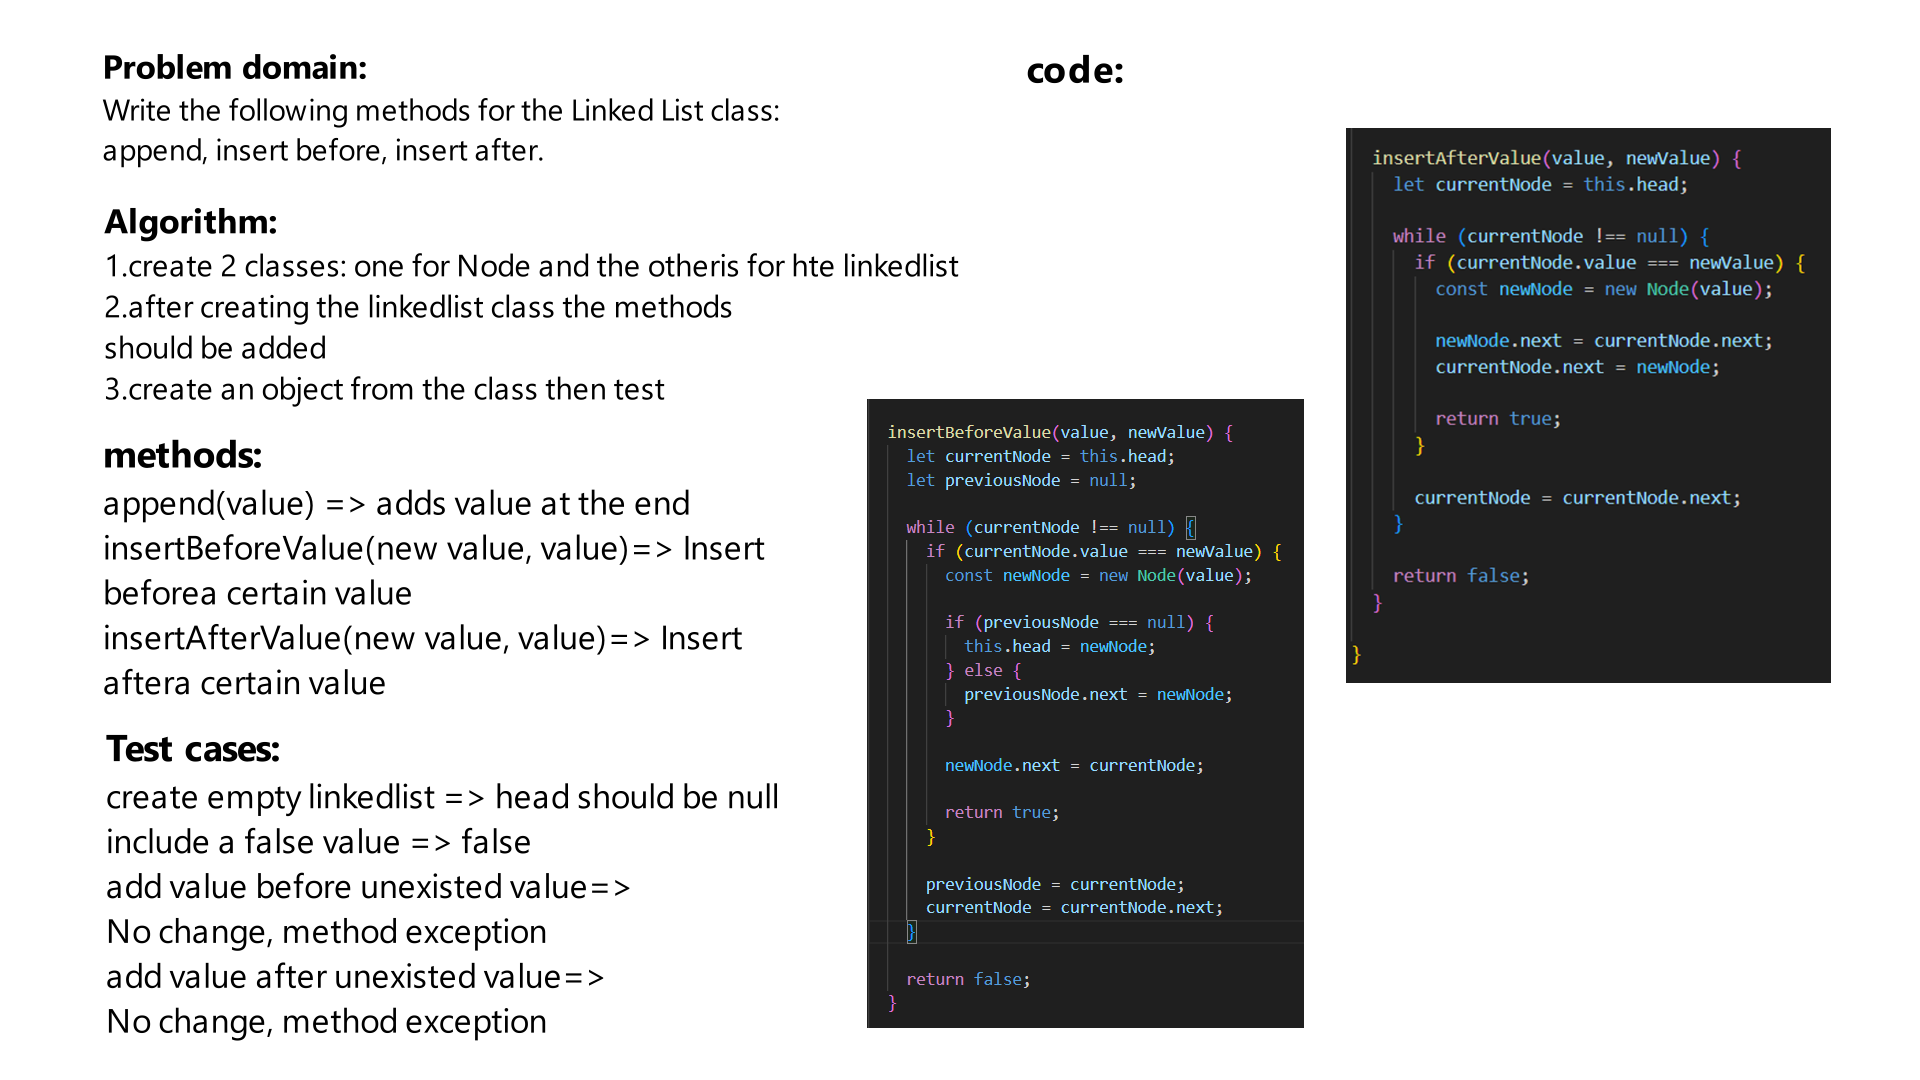 Problem domain:
Write the following methods for the Linked List class:
append, insert before, insert after.
Algorithm:
1.create 2 classes: one for Node and the otheris for hte linkedlist
2.after creating the linkedlist class the methods
should be added
3.create an object from the class then test
methods:
append(value) => adds value at the end
insertBeforeValue(new value, value)=> Insert
beforea certain value
insertAfterValue(new value, value)=> Insert
aftera certain value
Test cases:
create empty linkedlist => head should be null
include a false value => false
add value before unexisted value=>
No change, method exception
add value after unexisted value=>
No change, method exception
code:
insertBeforeValue(value, newValue) {
let currentNode = this.head;
let previousNode = null;
while (currentNode !== null) {
if (currentNode.value === newValue) {
const newNode = new Node(value);
if (previousNode === null) {
this.head = newNode;
} else {
previousNode.next = newNode;
}
newNode.next = currentNode;
return true;
}
previousNode = currentNode;
currentNode = currentNode.next;
}
return false;
}
insertAfterValue(value, newValue) {
let currentNode = this.head;
while (currentNode !== null) {
if (currentNode.value === newValue) {
const newNode = new Node(value);
newNode.next = currentNode.next;
currentNode.next = newNode;
return true;
}
currentNode = currentNode.next;
}
return false;
}
}